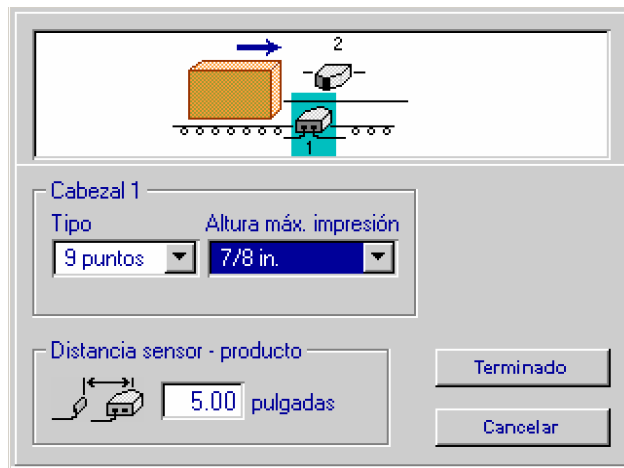 2
1
Cabezal 1
Tipo Altura máx. impresión
9 puntos 7/8 in.
Distancia sensor - producto
5.00 pulgadas
Terminado
Cancelar